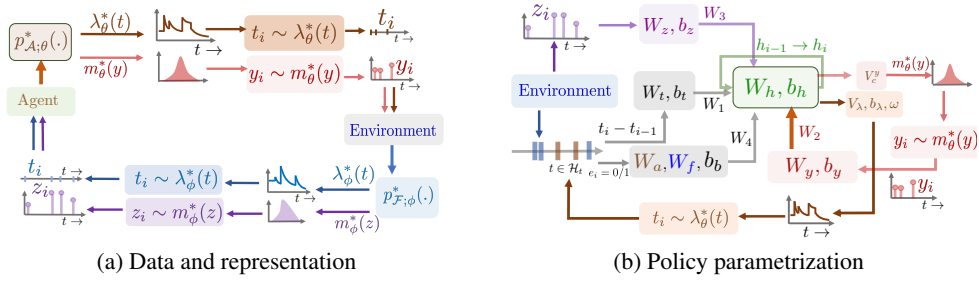 λ*_θ(t)
p*_{A;θ}(.)
t →
t_i ∼ λ*_θ(t)
t_i
m*_θ(y)
y_i ∼ m*_θ(y)
y_i
Agent
Environment
t_i
t →
t_i ∼ λ*_φ(t)
λ*_φ(t)
p*_{F;φ}(.)
z_i
t →
z_i ∼ m*_φ(z)
m*_φ(z)
(a) Data and representation
z_i
t →
W_z, b_z
W_3
h_{i−1} → h_i
Environment
W_t, b_t
W_1
W_h, b_h
V_c^y
m*_θ(y)
V_λ, b_λ, ω
t_i − t_{i−1}
W_4
W_2
y_i ∼ m*_θ(y)
t ∈ H_t
e_i = 0/1
W_a, W_f, b_b
W_y, b_y
y_i
t →
t_i ∼ λ*_θ(t)
t →
(b) Policy parametrization